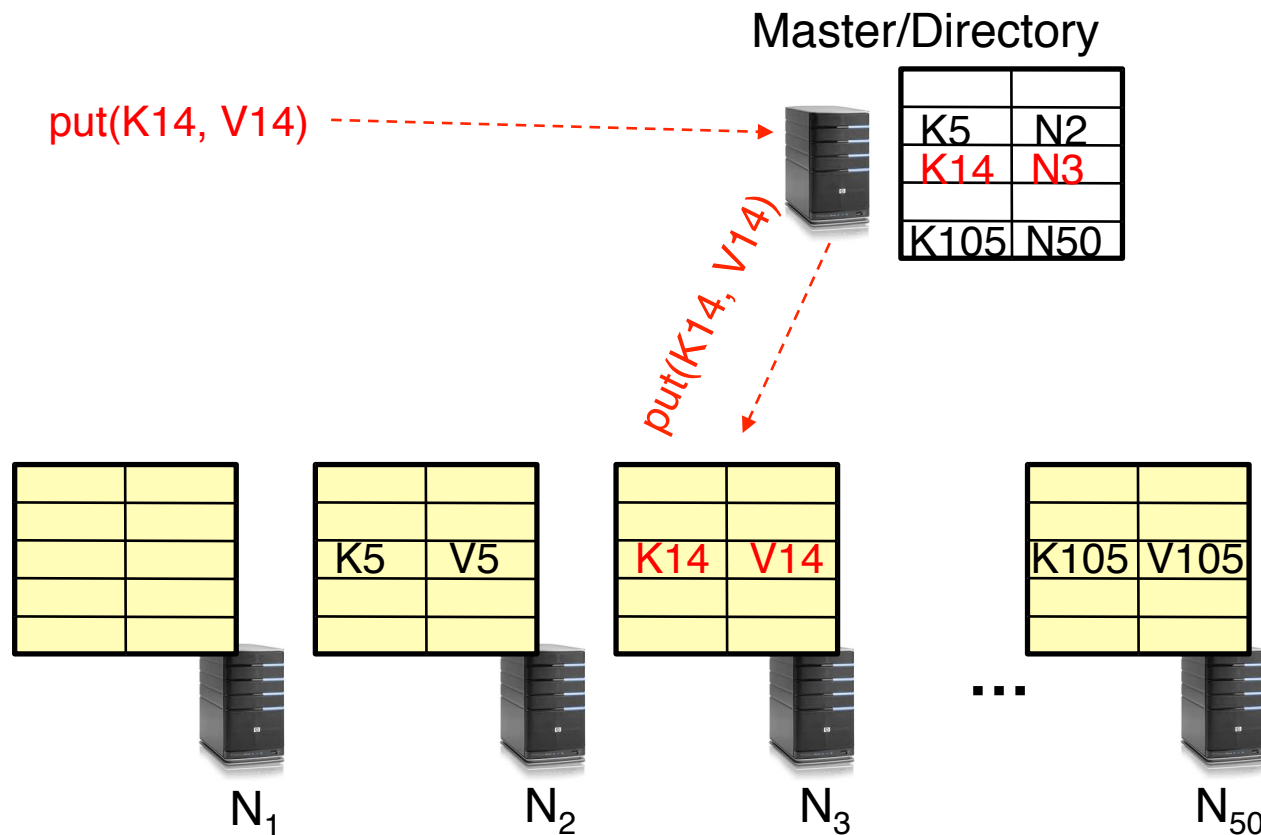 Master/Directory
put(K14, V14)
K5 N2
K14 N3
K105 N50
put(K14, V14)
K5 V5
K14 V14
K105 V105
...
N1
N2
N3
N50